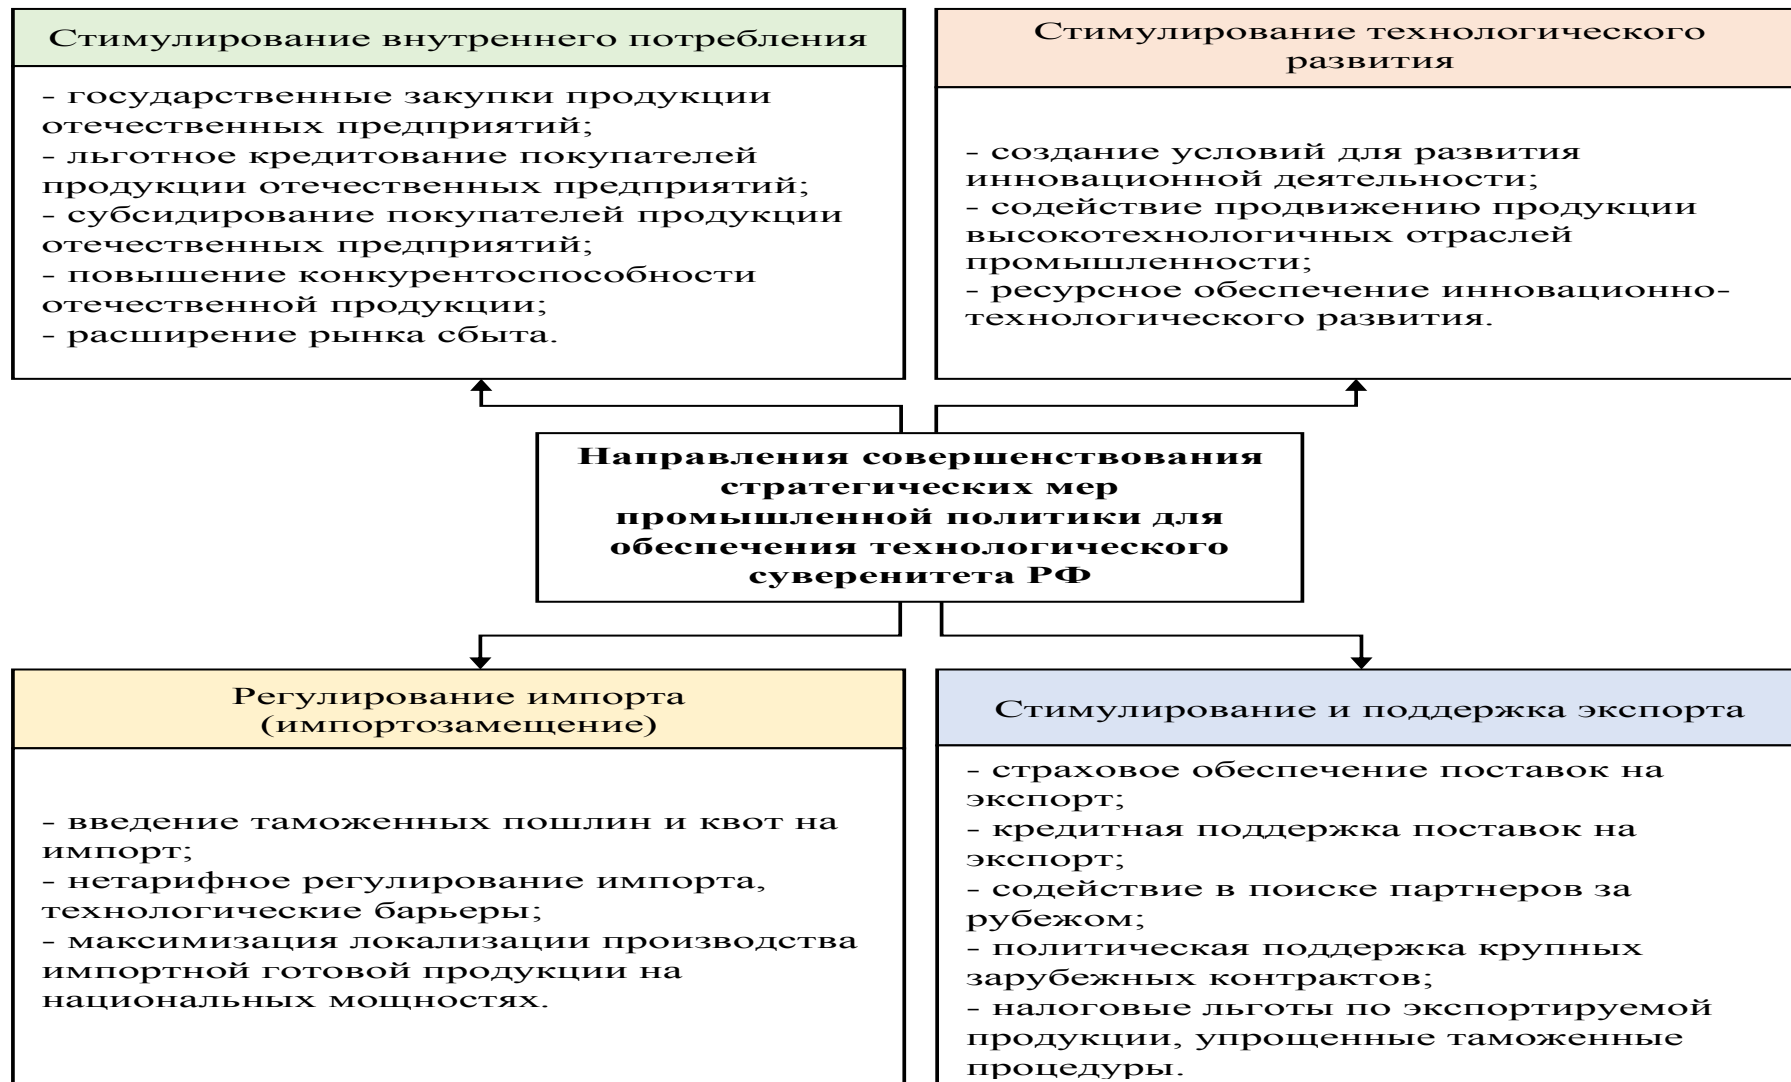 Стимулирование внутреннего потребления
- государственные закупки продукции
отечественных предприятий;
- льготное кредитование покупателей
продукции отечественных предприятий;
- субсидирование покупателей продукции
отечественных предприятий;
- повышение конкурентоспособности
отечественной продукции;
- расширение рынка сбыта.
Стимулирование технологического
развития
- создание условий для развития
инновационной деятельности;
- содействие продвижению продукции
высокотехнологичных отраслей
промышленности;
- ресурсное обеспечение инновационно-
технологического развития.
Направления совершенствования
стратегических мер
промышленной политики для
обеспечения технологического
суверенитета РФ
Регулирование импорта
(импортозамещение)
- введение таможенных пошлин и квот на
импорт;
- нетарифное регулирование импорта,
технологические барьеры;
- максимизация локализации производства
импортной готовой продукции на
национальных мощностях.
Стимулирование и поддержка экспорта
- страховое обеспечение поставок на
экспорт;
- кредитная поддержка поставок на
экспорт;
- содействие в поиске партнеров за
рубежом;
- политическая поддержка крупных
зарубежных контрактов;
- налоговые льготы по экспортируемой
продукции, упрощенные таможенные
процедуры.